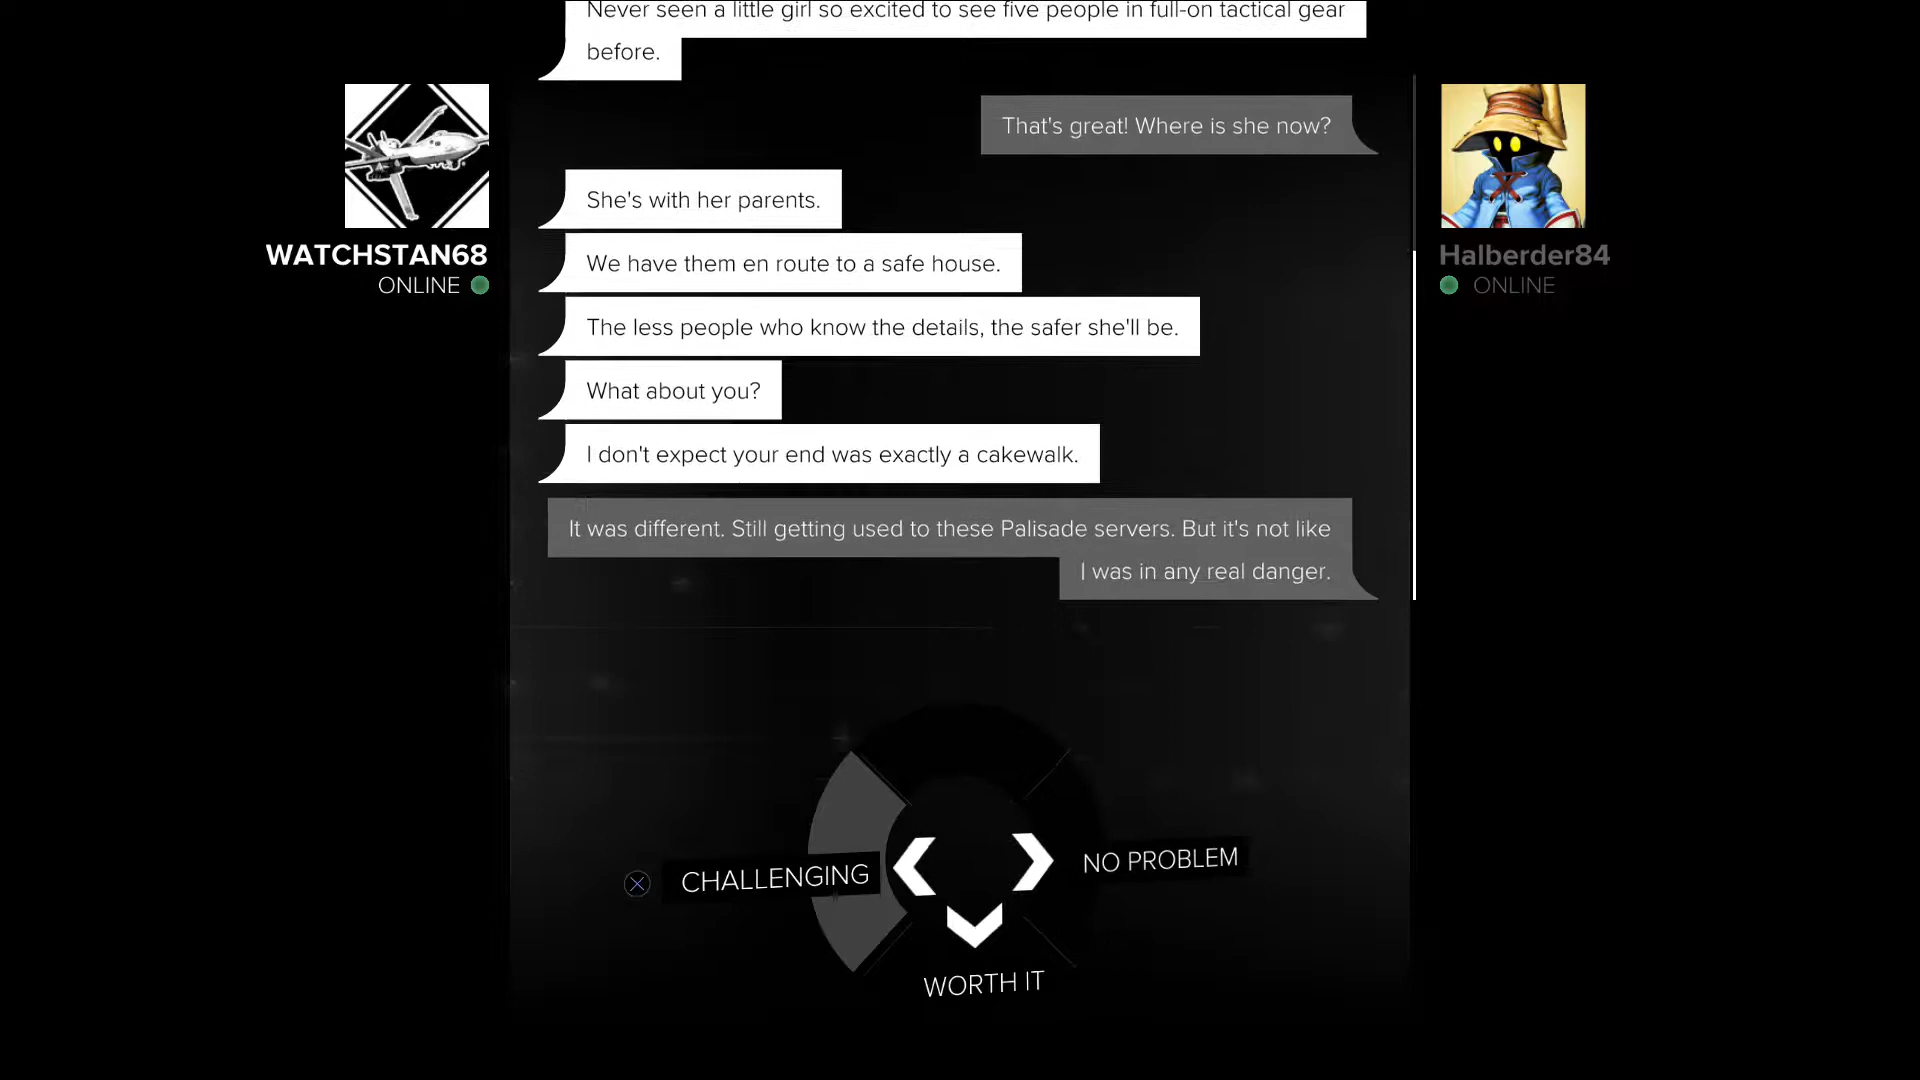 Never seen a little girl so excited to see five people in full-on tactical gear
before.
That's great! Where is she now?
She's with her parents.
WATCHSTAN68
ONLINE
Halberder84
ONLINE
We have them en route to a safe house.
The less people who know the details, the safer she'll be.
What about you?
I don't expect your end was exactly a cakewalk.
It was different. Still getting used to these Palisade servers. But it's not like
I was in any real danger.
CHALLENGING
NO PROBLEM
WORTH IT